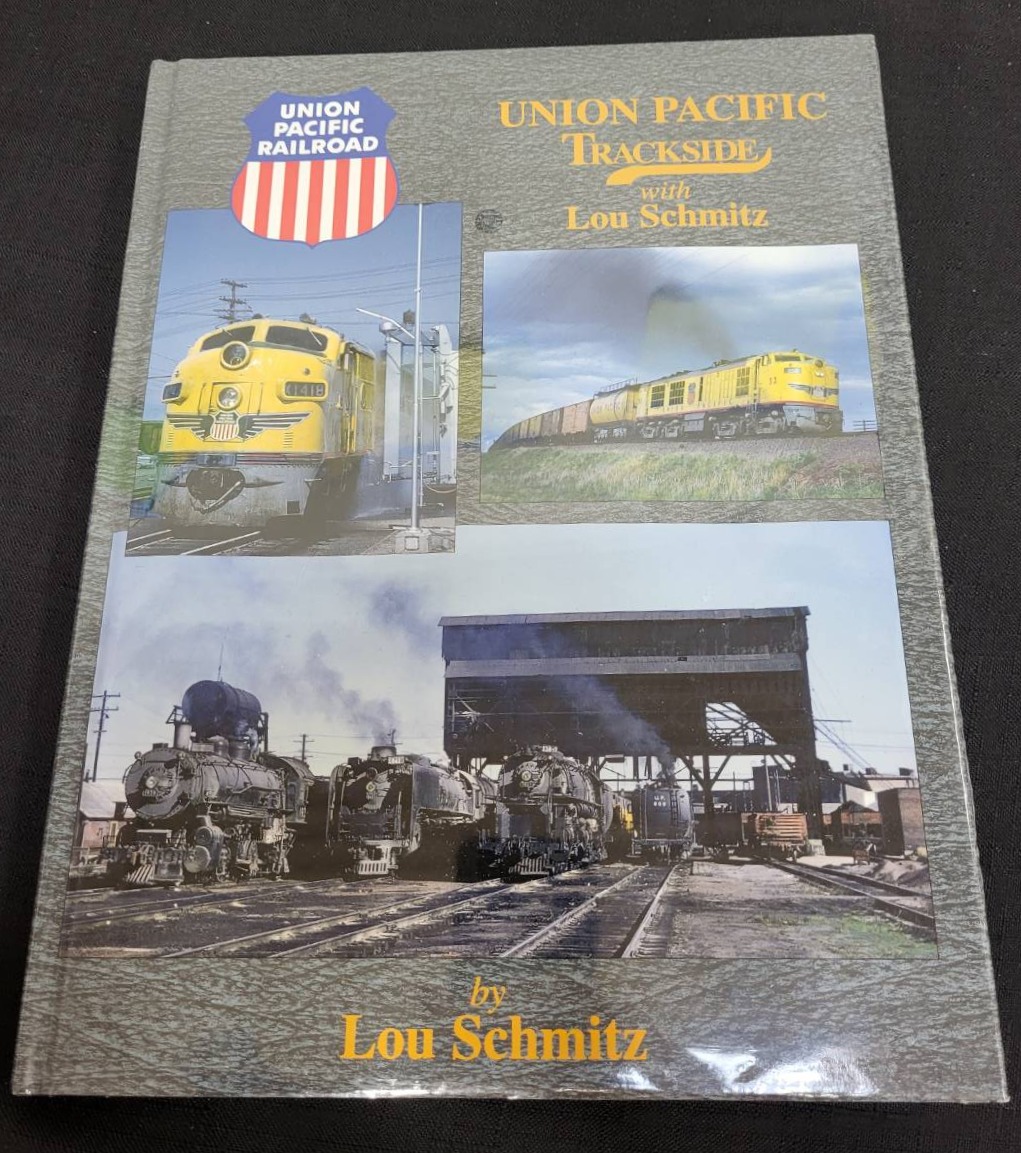 UNION
PACIFIC
RAILROAD
UNION PACIFIC
TRACKSIDE
with
Lou Schmitz
1418
by
Lou Schmitz